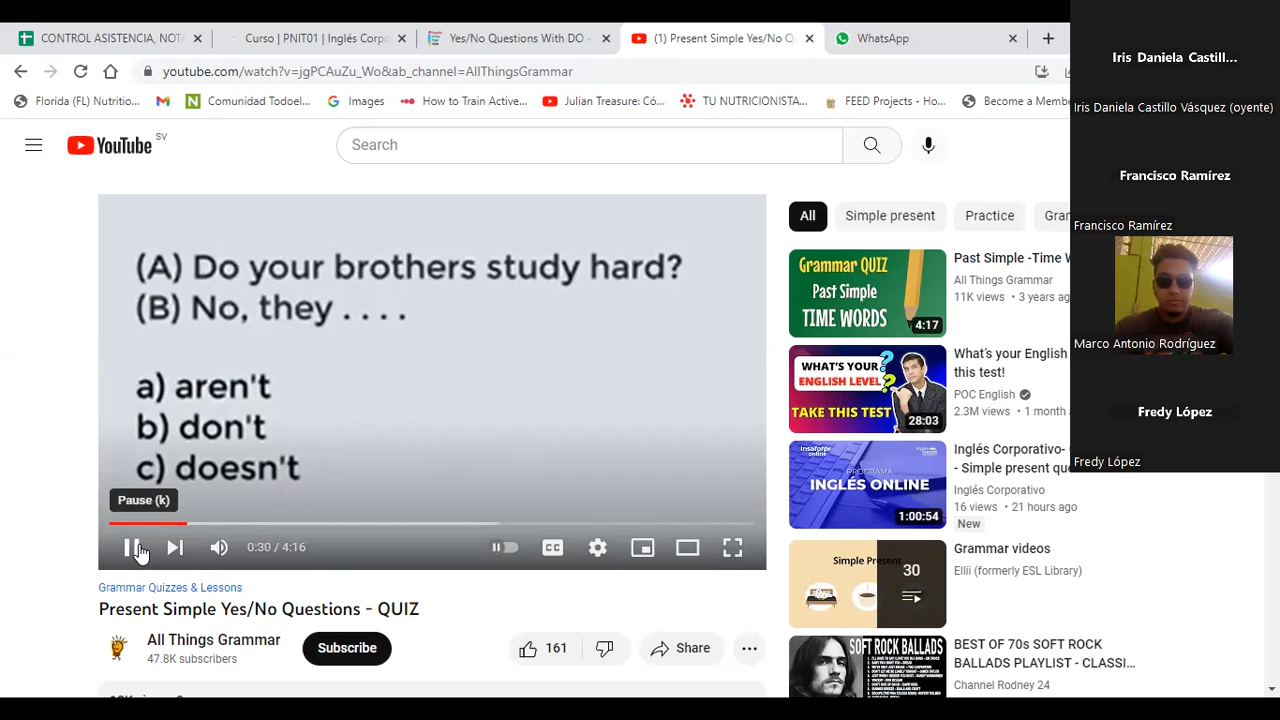 CONTROL ASISTENCIA, NOT
Curso | PNIT01 | Inglés Corpo
Yes/No Questions With DO -
(1) Present Simple Yes/No Q
WhatsApp
youtube.com/watch?v=jgPCAuZu_Wo&ab_channel=AllThingsGrammar
Florida (FL) Nutritio...
Comunidad Todoel...
Images
How to Train Active...
Julian Treasure: Có...
TU NUTRICIONISTA...
FEED Projects - Ho...
Become a Memb
YouTube SV
Search
(A) Do your brothers study hard?
(B) No, they . . . .
a) aren't
b) don't
c) doesn't
Pause (k)
0:30 / 4:16
CC
Grammar Quizzes & Lessons
Present Simple Yes/No Questions - QUIZ
All Things Grammar
47.8K subscribers
Subscribe
161
Share
All
Simple present
Practice
Gra
Grammar QUIZ
Past Simple
TIME WORDS
4:17
Past Simple -Time W
All Things Grammar
11K views • 3 years ago
WHAT'S YOUR
ENGLISH LEVEL?
TAKE THIS TEST
28:03
What's your English
this test!
POC English
2.3M views • 1 month
insaforp
online
PROGRAMA
INGLÉS ONLINE
1:00:54
Inglés Corporativo-
- Simple present que
Inglés Corporativo
16 views • 21 hours ago
New
Simple Present
30
Grammar videos
Ellii (formerly ESL Library)
SOFT ROCK
BALLADS
BEST OF 70s SOFT ROCK
BALLADS PLAYLIST - CLASSI...
Channel Rodney 24
Iris Daniela Castill...
Iris Daniela Castillo Vásquez (oyente)
Francisco Ramírez
Francisco Ramírez
Marco Antonio Rodríguez
Fredy López
Fredy López